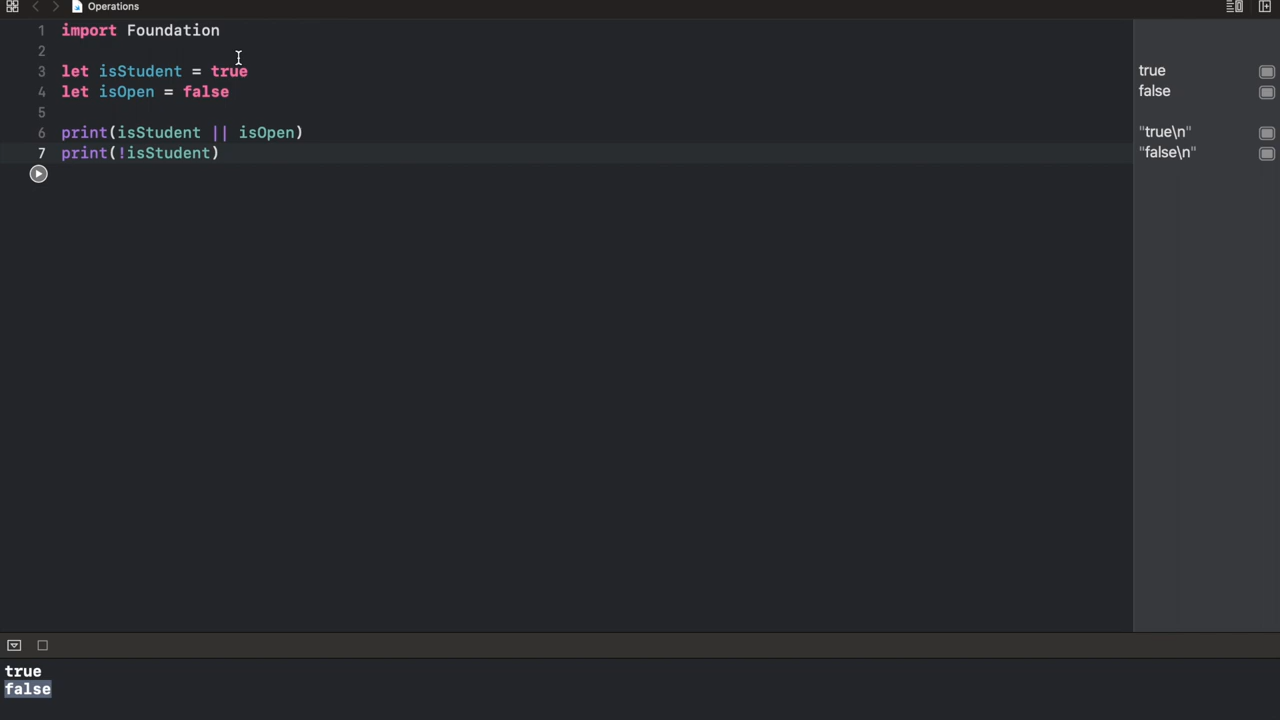 Operations
1 import Foundation
2
3 let isStudent = true true
4 let isOpen = false false
5
6 print(isStudent || isOpen) "true\n"
7 print(!isStudent) "false\n"
true
false